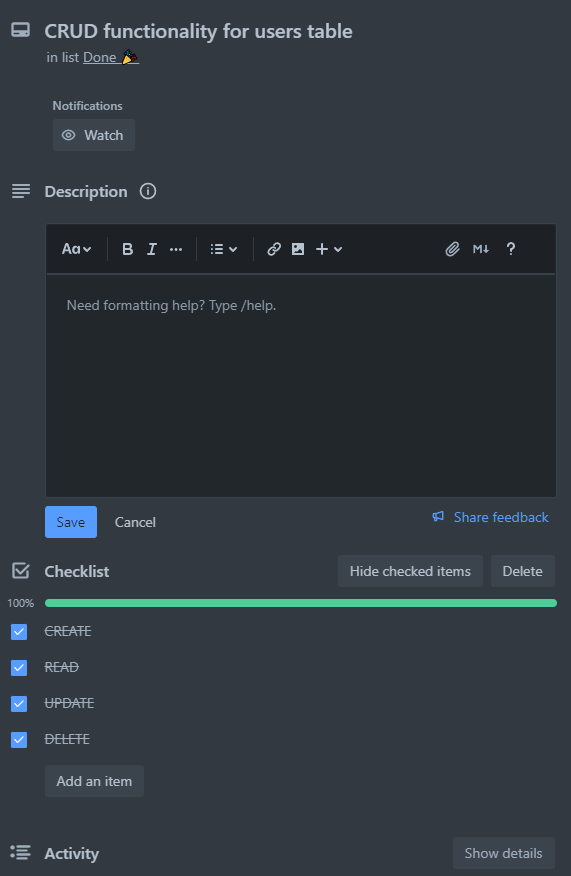 CRUD functionality for users table
in list Done 🎉
Notifications
Watch
Description
Aa B I ... M↓ ?
Need formatting help? Type /help.
Save Cancel Share feedback
Checklist Hide checked items Delete
100%
CREATE
READ
UPDATE
DELETE
Add an item
Activity Show details